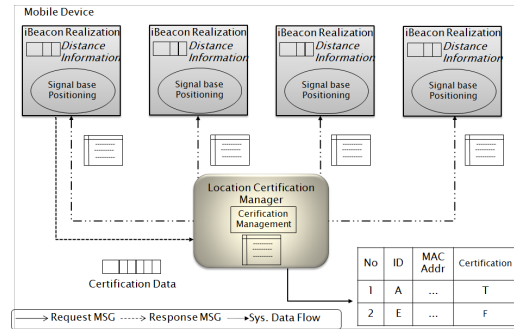 Mobile Device
iBeacon Realization
Distance
Information
Signal base
Positioning
iBeacon Realization
Distance
Information
Signal base
Positioning
iBeacon Realization
Distance
Information
Signal base
Positioning
iBeacon Realization
Distance
Information
Signal base
Positioning
Location Certification
Manager
Cerification
Management
Certification Data
No ID MAC Addr Certification
1 A ... T
2 E ... F
Request MSG Response MSG Sys. Data Flow